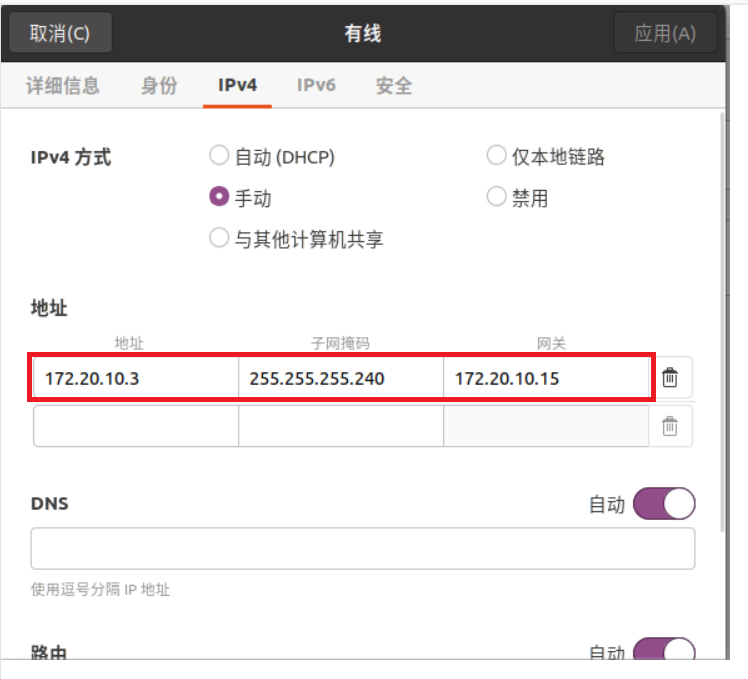 取消(C) 有线 应用(A)
详细信息 身份 IPv4 IPv6 安全
IPv4 方式 自动 (DHCP) 仅本地链路
手动 禁用
与其他计算机共享
地址
地址 子网掩码 网关
172.20.10.3 255.255.255.240 172.20.10.15
DNS 自动
使用逗号分隔 IP 地址
路由 自动